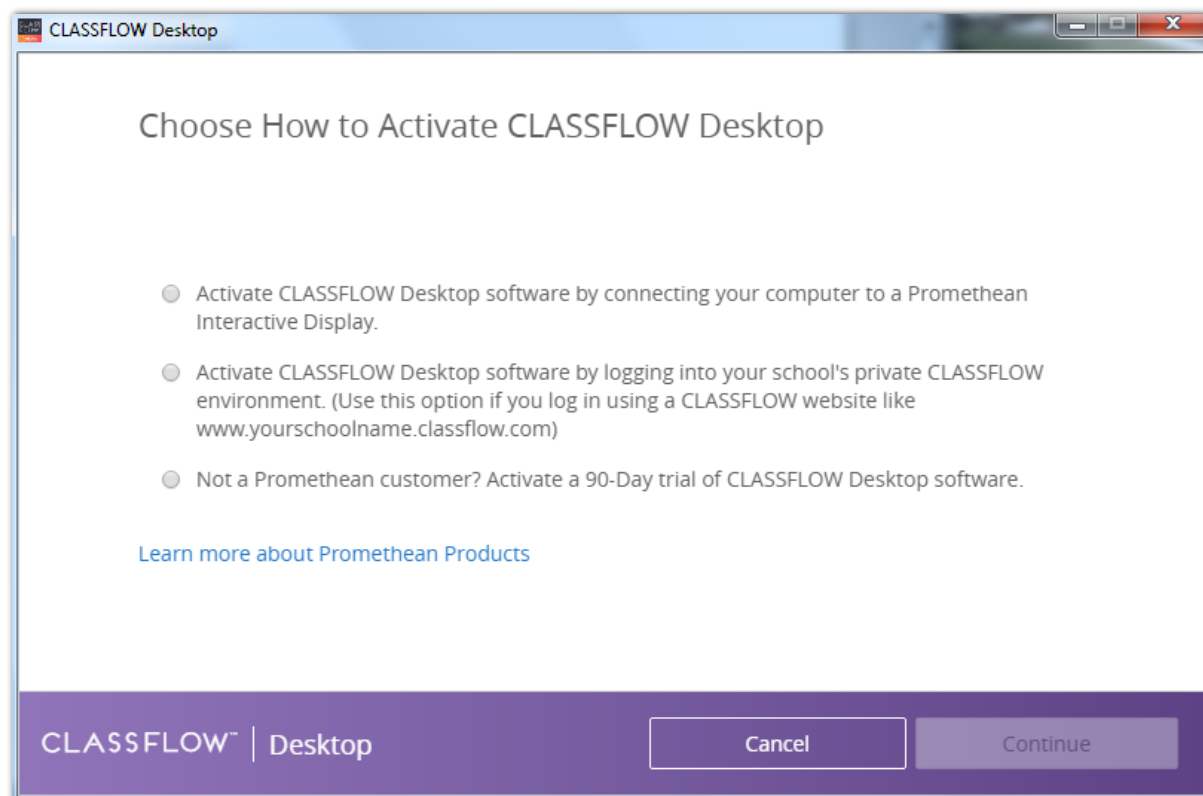 CLASSFLOW Desktop
Choose How to Activate CLASSFLOW Desktop
Activate CLASSFLOW Desktop software by connecting your computer to a Promethean
Interactive Display.
Activate CLASSFLOW Desktop software by logging into your school's private CLASSFLOW
environment. (Use this option if you log in using a CLASSFLOW website like
www.yourschoolname.classflow.com)
Not a Promethean customer? Activate a 90-Day trial of CLASSFLOW Desktop software.
Learn more about Promethean Products
CLASSFLOW™ | Desktop
Cancel
Continue